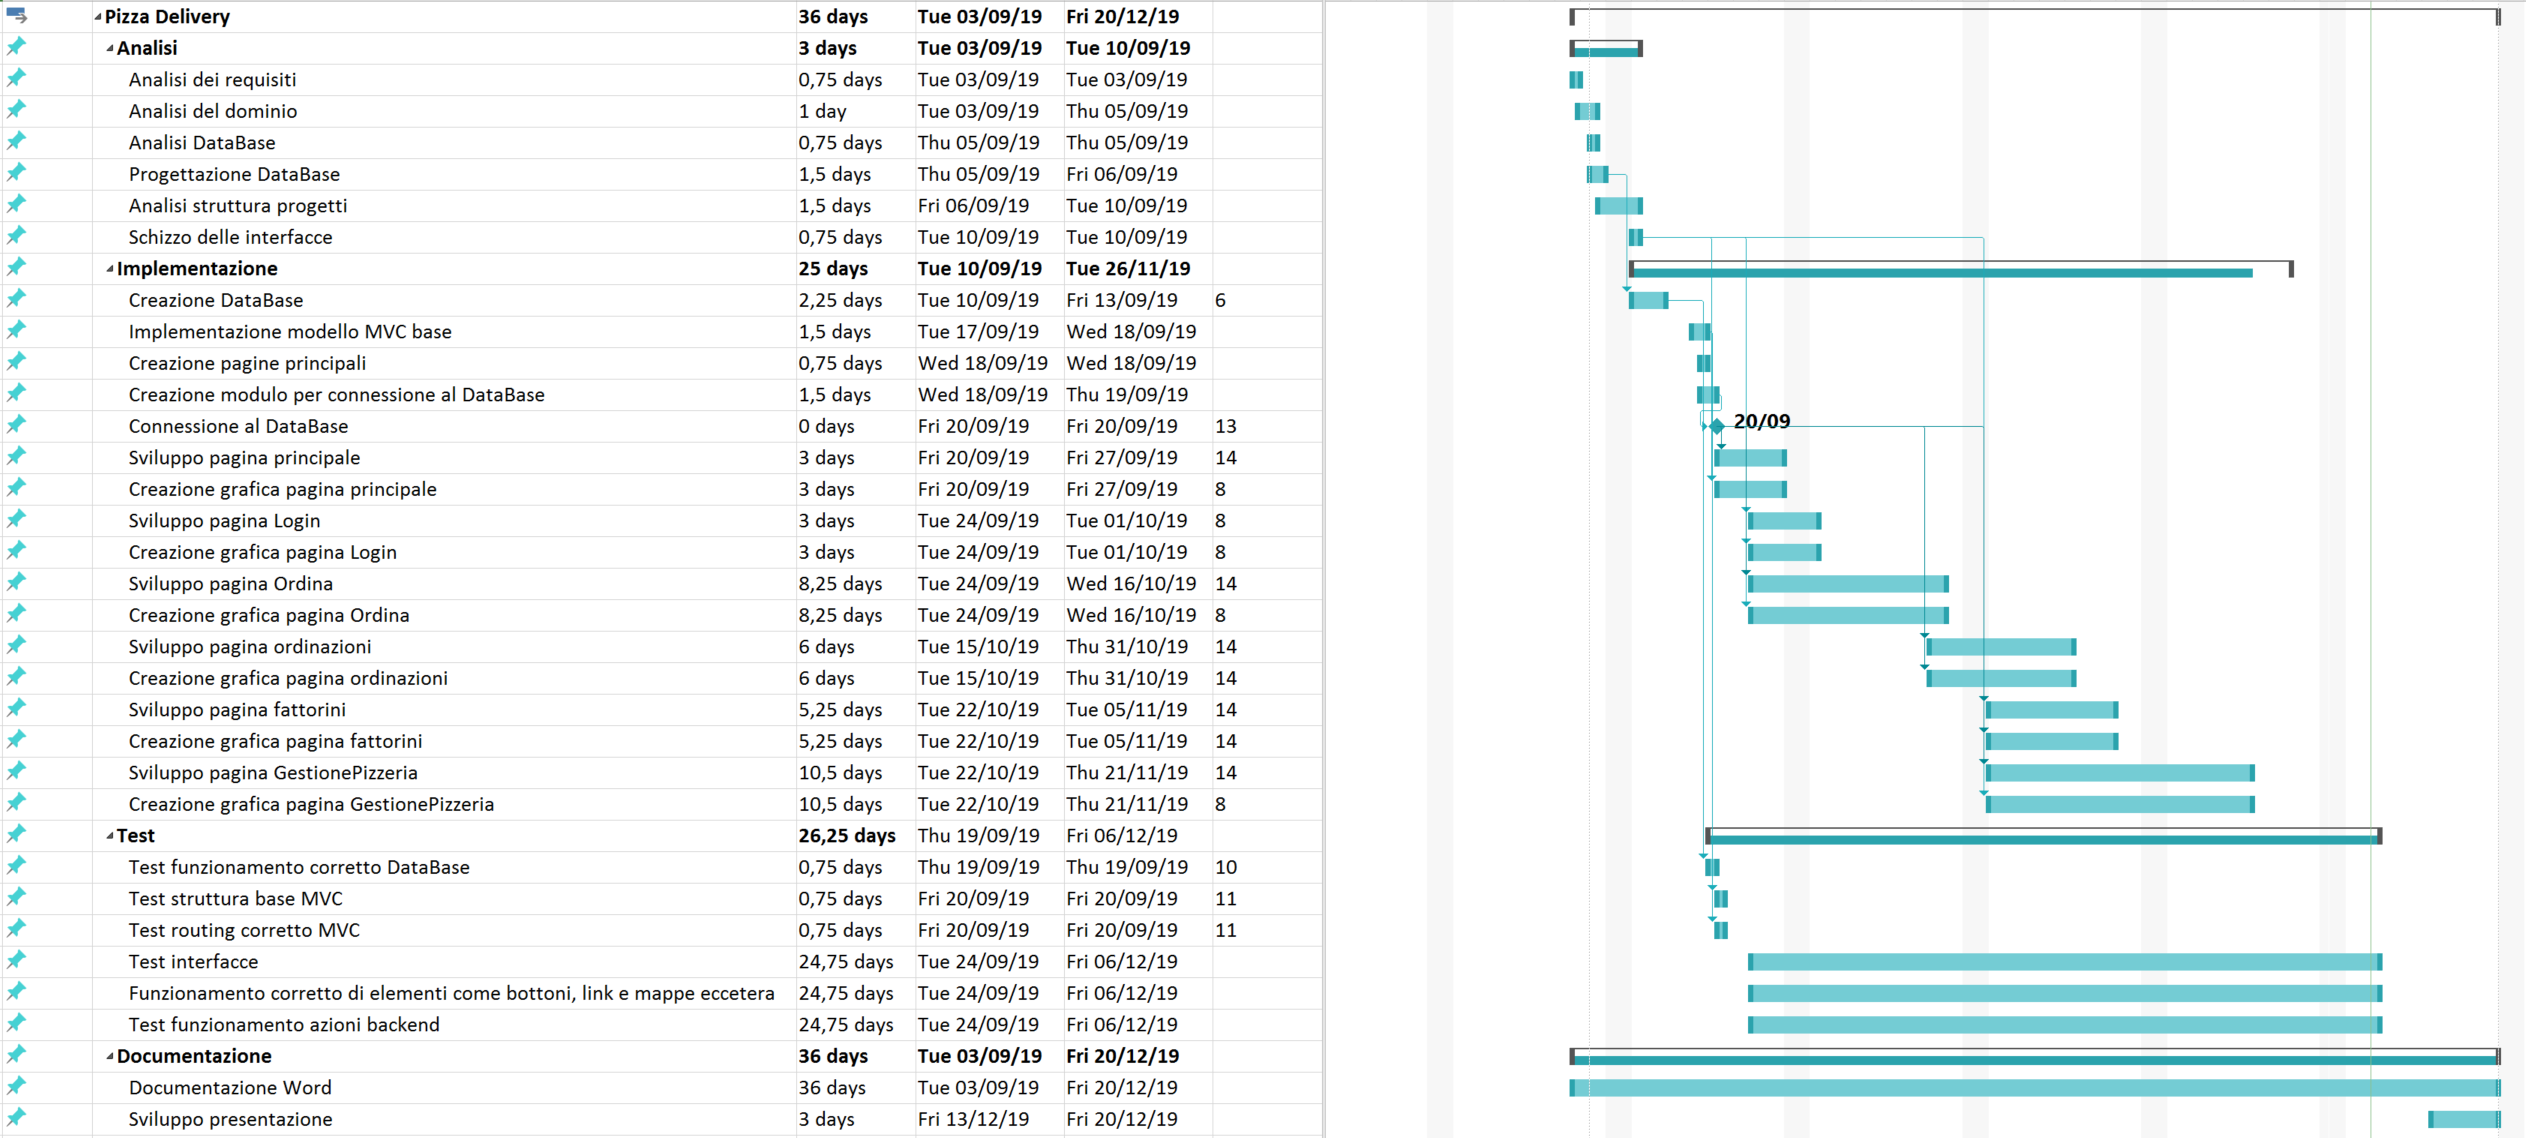 Pizza Delivery 36 days Tue 03/09/19 Fri 20/12/19
Analisi 3 days Tue 03/09/19 Tue 10/09/19
Analisi dei requisiti 0,75 days Tue 03/09/19 Tue 03/09/19
Analisi del dominio 1 day Tue 03/09/19 Thu 05/09/19
Analisi DataBase 0,75 days Thu 05/09/19 Thu 05/09/19
Progettazione DataBase 1,5 days Thu 05/09/19 Fri 06/09/19
Analisi struttura progetti 1,5 days Fri 06/09/19 Tue 10/09/19
Schizzo delle interfacce 0,75 days Tue 10/09/19 Tue 10/09/19
Implementazione 25 days Tue 10/09/19 Tue 26/11/19
Creazione DataBase 2,25 days Tue 10/09/19 Fri 13/09/19 6
Implementazione modello MVC base 1,5 days Tue 17/09/19 Wed 18/09/19
Creazione pagine principali 0,75 days Wed 18/09/19 Wed 18/09/19
Creazione modulo per connessione al DataBase 1,5 days Wed 18/09/19 Thu 19/09/19
Connessione al DataBase 0 days Fri 20/09/19 Fri 20/09/19 13 20/09
Sviluppo pagina principale 3 days Fri 20/09/19 Fri 27/09/19 14
Creazione grafica pagina principale 3 days Fri 20/09/19 Fri 27/09/19 8
Sviluppo pagina Login 3 days Tue 24/09/19 Tue 01/10/19 8
Creazione grafica pagina Login 3 days Tue 24/09/19 Tue 01/10/19 8
Sviluppo pagina Ordina 8,25 days Tue 24/09/19 Wed 16/10/19 14
Creazione grafica pagina Ordina 8,25 days Tue 24/09/19 Wed 16/10/19 8
Sviluppo pagina ordinazioni 6 days Tue 15/10/19 Thu 31/10/19 14
Creazione grafica pagina ordinazioni 6 days Tue 15/10/19 Thu 31/10/19 14
Sviluppo pagina fattorini 5,25 days Tue 22/10/19 Tue 05/11/19 14
Creazione grafica pagina fattorini 5,25 days Tue 22/10/19 Tue 05/11/19 14
Sviluppo pagina GestionePizzeria 10,5 days Tue 22/10/19 Thu 21/11/19 14
Creazione grafica pagina GestionePizzeria 10,5 days Tue 22/10/19 Thu 21/11/19 8
Test 26,25 days Thu 19/09/19 Fri 06/12/19
Test funzionamento corretto DataBase 0,75 days Thu 19/09/19 Thu 19/09/19 10
Test struttura base MVC 0,75 days Fri 20/09/19 Fri 20/09/19 11
Test routing corretto MVC 0,75 days Fri 20/09/19 Fri 20/09/19 11
Test interfacce 24,75 days Tue 24/09/19 Fri 06/12/19
Funzionamento corretto di elementi come bottoni, link e mappe eccetera 24,75 days Tue 24/09/19 Fri 06/12/19
Test funzionamento azioni backend 24,75 days Tue 24/09/19 Fri 06/12/19
Documentazione 36 days Tue 03/09/19 Fri 20/12/19
Documentazione Word 36 days Tue 03/09/19 Fri 20/12/19
Sviluppo presentazione 3 days Fri 13/12/19 Fri 20/12/19